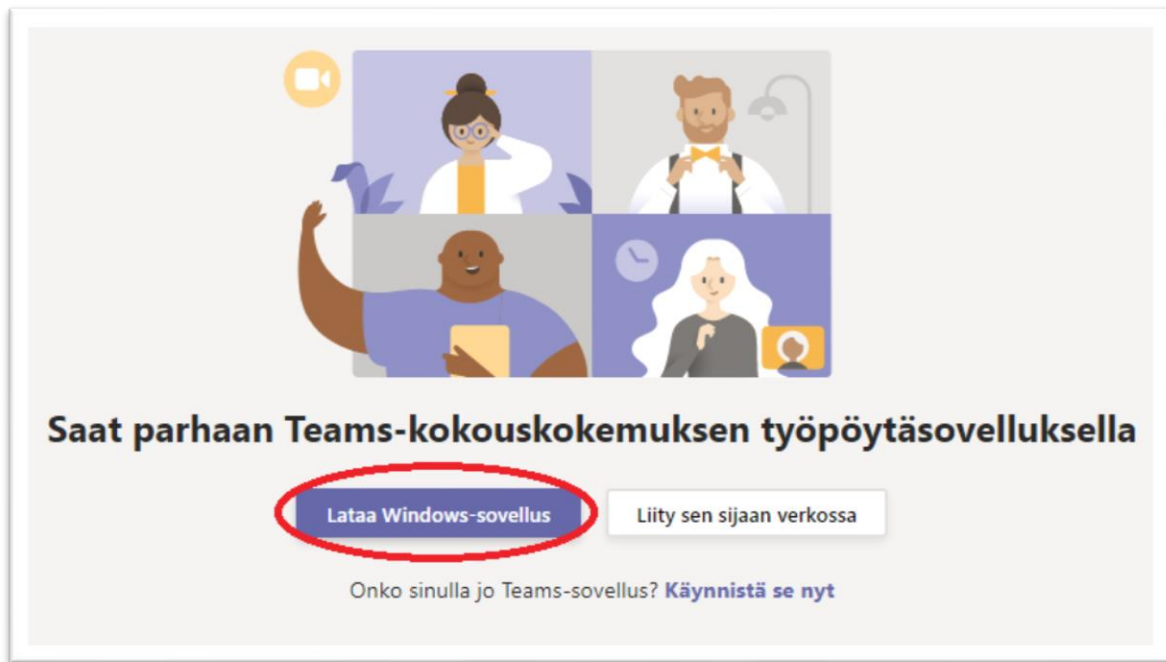 Saat parhaan Teams-kokouskokemuksen työpöytäsovelluksella
Lataa Windows-sovellus
Liity sen sijaan verkossa
Onko sinulla jo Teams-sovellus? Käynnistä se nyt